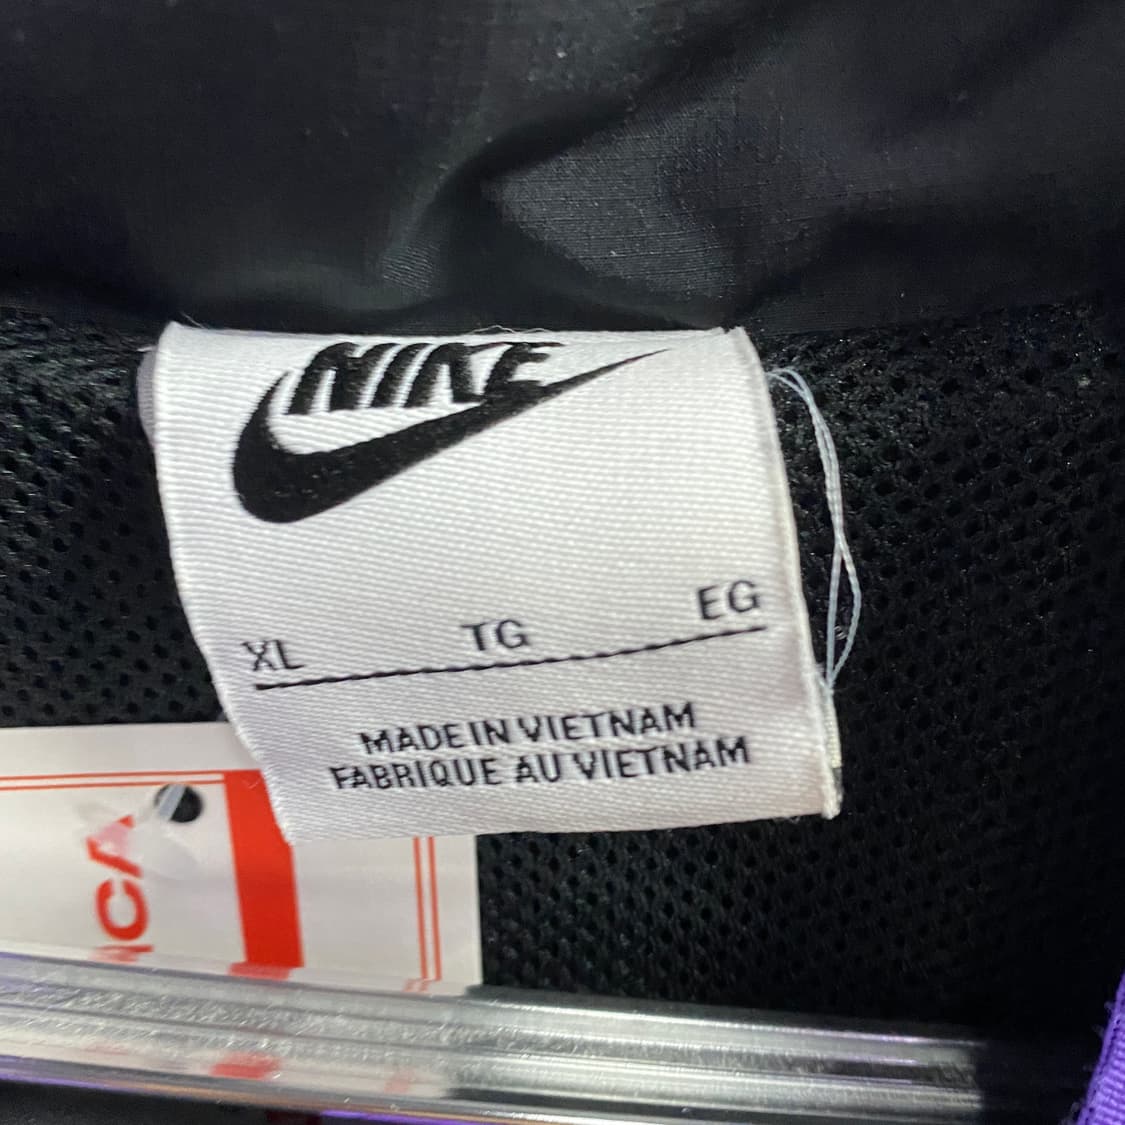 NIKE
XL TG EG
MADE IN VIETNAM
FABRIQUE AU VIETNAM